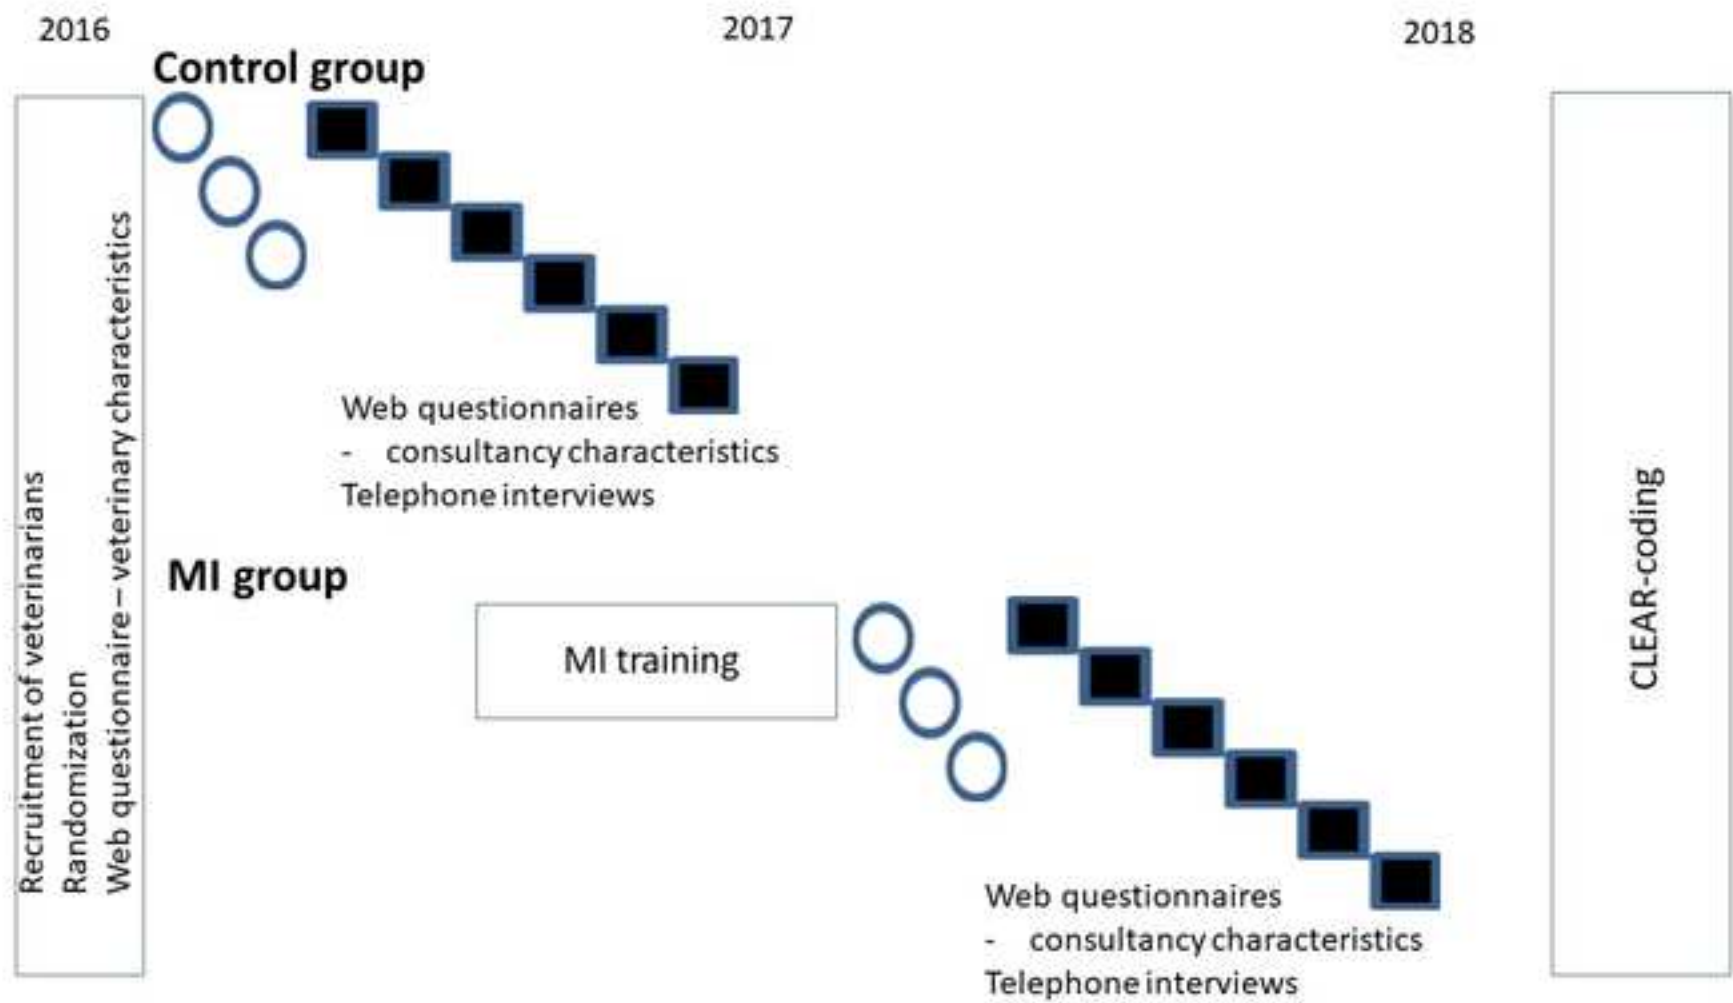 2016
2017
2018
Control group
Recruitment of veterinarians
Randomization
Web questionnaire – veterinary characteristics
Web questionnaires
- consultancy characteristics
Telephone interviews
MI group
MI training
Web questionnaires
- consultancy characteristics
Telephone interviews
CLEAR-coding